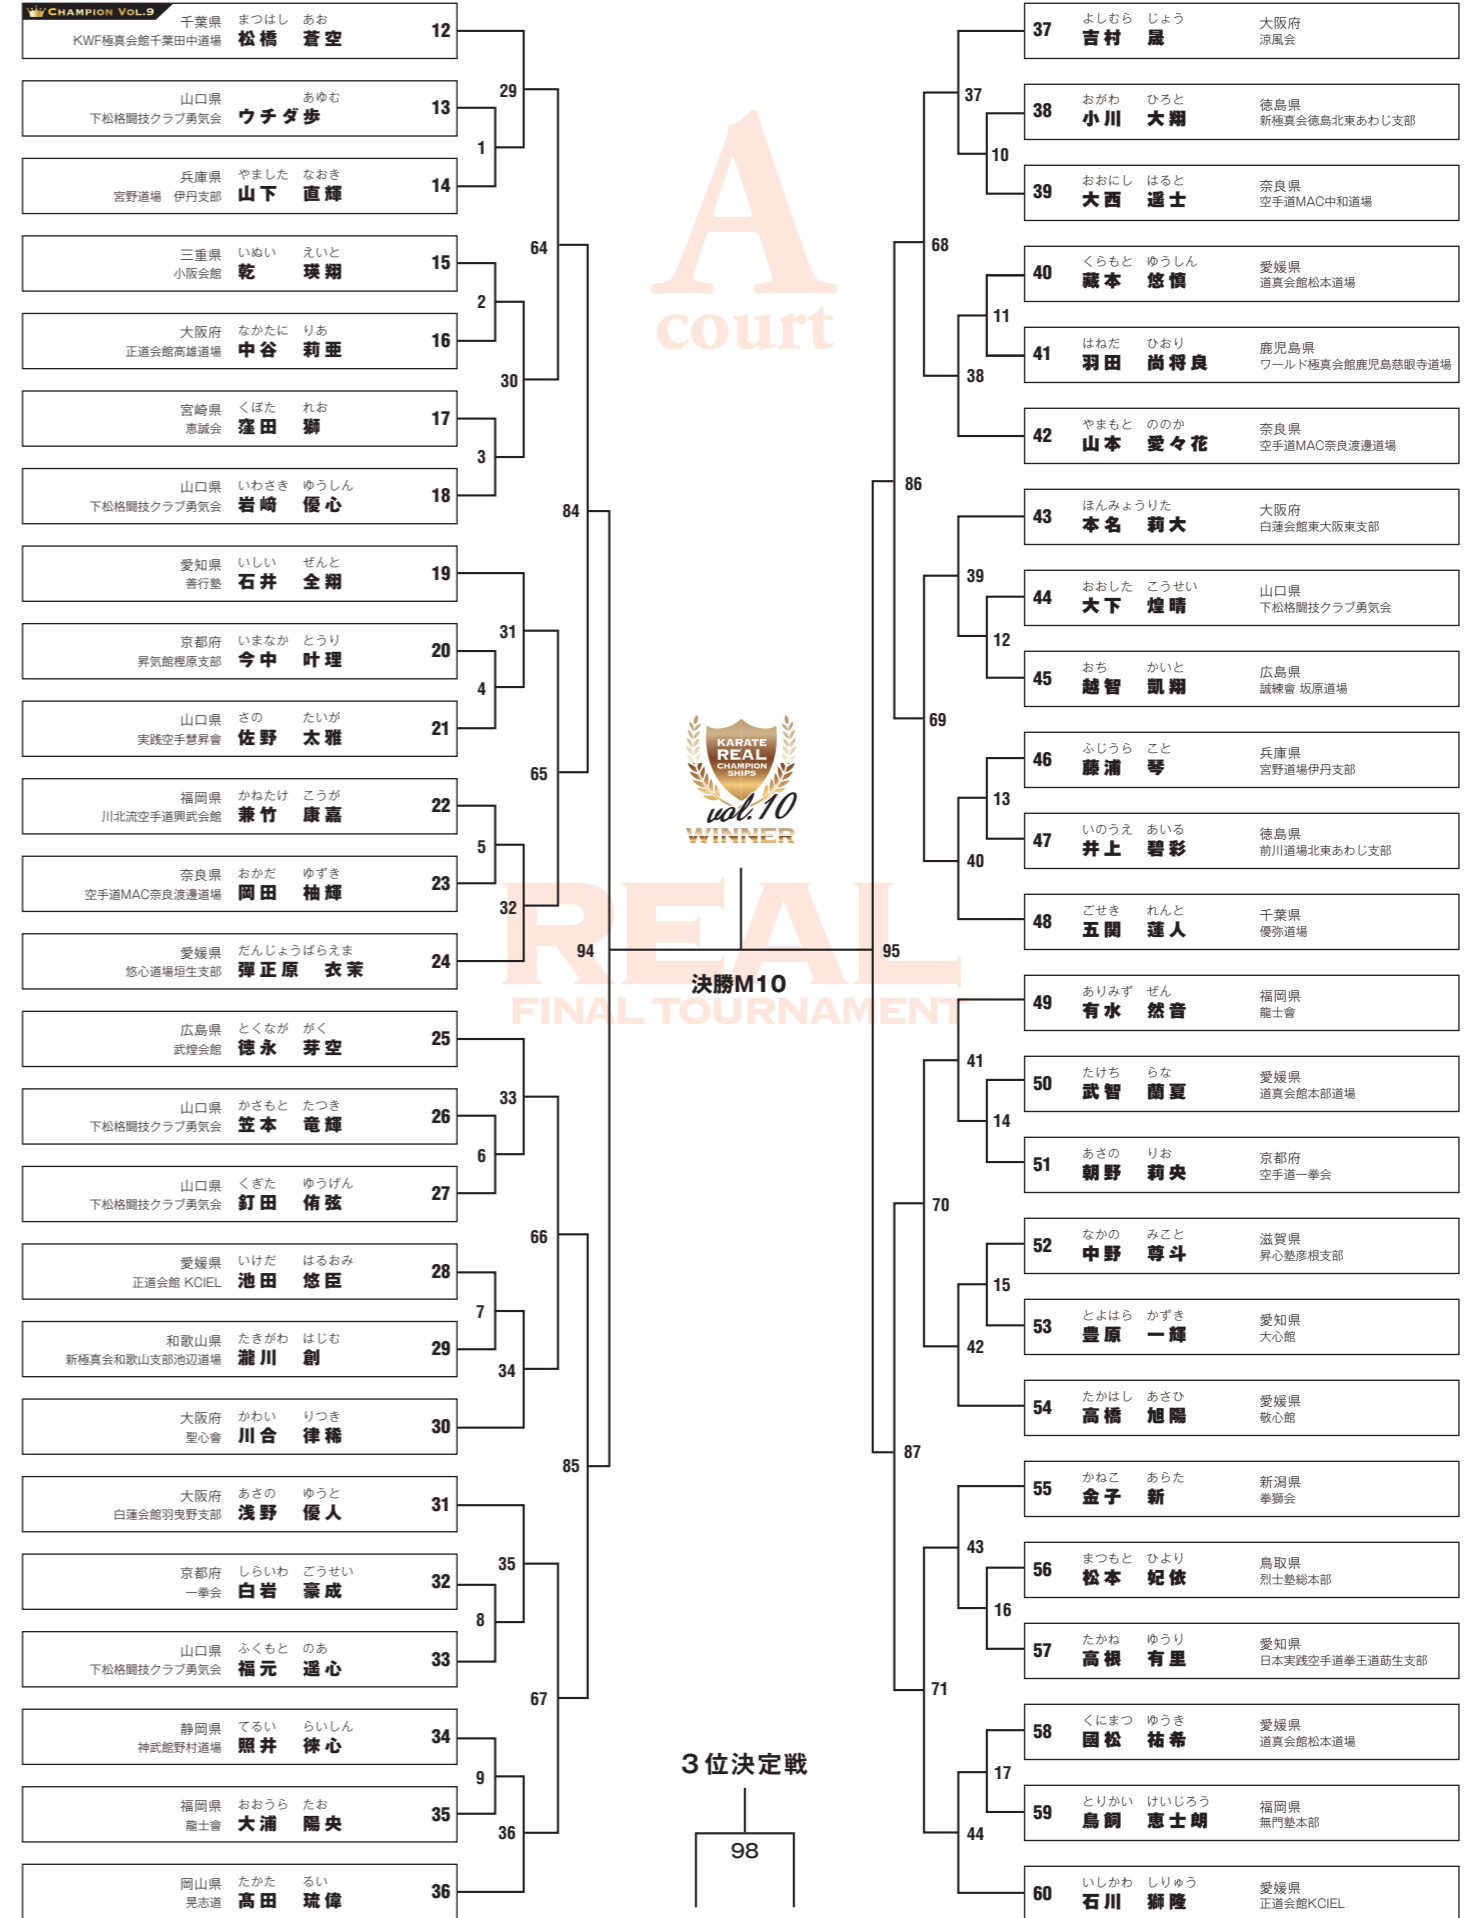 CHAMPION VOL.9
千葉県 まつはし あお
KWF極真会館千葉田中道場 松橋 蒼空 12
山口県 あゆむ
下松格闘技クラブ勇気会 ウチダ 歩 13
兵庫県 やました なおき
宮野道場 伊丹支部 山下 直輝 14
三重県 いぬい えいと
小阪会館 乾 瑛翔 15
大阪府 なかたに りあ
正道会館高雄道場 中谷 莉亜 16
宮崎県 くぼた れお
恵誠会 窪田 獅 17
山口県 いわさき ゆうしん
下松格闘技クラブ勇気会 岩﨑 優心 18
愛知県 いしい ぜんと
善行塾 石井 全翔 19
京都府 いまなか とうり
昇気館樫原支部 今中 叶理 20
山口県 さの たいが
実践空手慧昇會 佐野 太雅 21
福岡県 かねたけ こうが
川北流空手道興武会館 兼竹 康嘉 22
奈良県 おかだ ゆずき
空手道MAC奈良渡邊道場 岡田 柚輝 23
愛媛県 だんじょうばらえま
悠心道場垣生支部 彈正原 衣茉 24
広島県 とくなが がく
武煌会館 徳永 芽空 25
山口県 かさもと たつき
下松格闘技クラブ勇気会 笠本 竜輝 26
山口県 くぎた ゆうげん
下松格闘技クラブ勇気会 釘田 侑弦 27
愛媛県 いけだ はるおみ
正道会館 KCIEL 池田 悠臣 28
和歌山県 たきがわ はじむ
新極真会和歌山支部池辺道場 瀧川 創 29
大阪府 かわい りつき
聖心會 川合 律稀 30
大阪府 あさの ゆうと
白蓮会館羽曳野支部 浅野 優人 31
京都府 しらいわ ごうせい
一拳会 白岩 豪成 32
山口県 ふくもと のあ
下松格闘技クラブ勇気会 福元 遥心 33
静岡県 てるい らいしん
神武館野村道場 照井 徠心 34
福岡県 おおうら たお
龍士會 大浦 陽央 35
岡山県 たかた るい
晃志道 髙田 琉偉 36
29
1
64
2
30
3
84
31
4
65
5
32
94
33
6
66
7
34
85
35
8
67
9
36
A
court
KARATE
REAL
CHAMPION
SHIPS
vol.10
WINNER
REAL
決勝M10
FINAL TOURNAMENT
3位決定戦
98
37
10
68
11
38
86
39
12
69
13
40
95
41
14
70
15
42
87
43
16
71
17
44
よしむら じょう 大阪府
37 吉村 晟 涼風会
おがわ ひろと 徳島県
38 小川 大翔 新極真会徳島北東あわじ支部
おおにし はると 奈良県
39 大西 遥士 空手道MAC中和道場
くらもと ゆうしん 愛媛県
40 藏本 悠慎 道真会館松本道場
はねだ ひおり 鹿児島県
41 羽田 尚将良 ワールド極真会館鹿児島慈眼寺道場
やまもと ののか 奈良県
42 山本 愛々花 空手道MAC奈良渡邊道場
ほんみょうりた 大阪府
43 本名 莉大 白蓮会館東大阪東支部
おおした こうせい 山口県
44 大下 煌晴 下松格闘技クラブ勇気会
おち かいと 広島県
45 越智 凱翔 誠練會 坂原道場
ふじうら こと 兵庫県
46 藤浦 琴 宮野道場伊丹支部
いのうえ あいる 徳島県
47 井上 碧彩 前川道場北東あわじ支部
ごせき れんと 千葉県
48 五関 蓮人 優弥道場
ありみず ぜん 福岡県
49 有水 然音 龍士會
たけち らな 愛媛県
50 武智 蘭夏 道真会館本部道場
あさの りお 京都府
51 朝野 莉央 空手道一拳会
なかの みこと 滋賀県
52 中野 尊斗 昇心塾彦根支部
とよはら かずき 愛知県
53 豊原 一輝 大心館
たかはし あさひ 愛媛県
54 高橋 旭陽 敬心館
かねこ あらた 新潟県
55 金子 新 拳獅会
まつもと ひより 鳥取県
56 松本 妃依 烈士塾総本部
たかね ゆうり 愛知県
57 高根 有里 日本実践空手道拳王道莇生支部
くにまつ ゆうき 愛媛県
58 國松 祐希 道真会館松本道場
とりかい けいじろう 福岡県
59 鳥飼 恵士朗 無門塾本部
いしかわ しりゅう 愛媛県
60 石川 獅隆 正道会館KCIEL